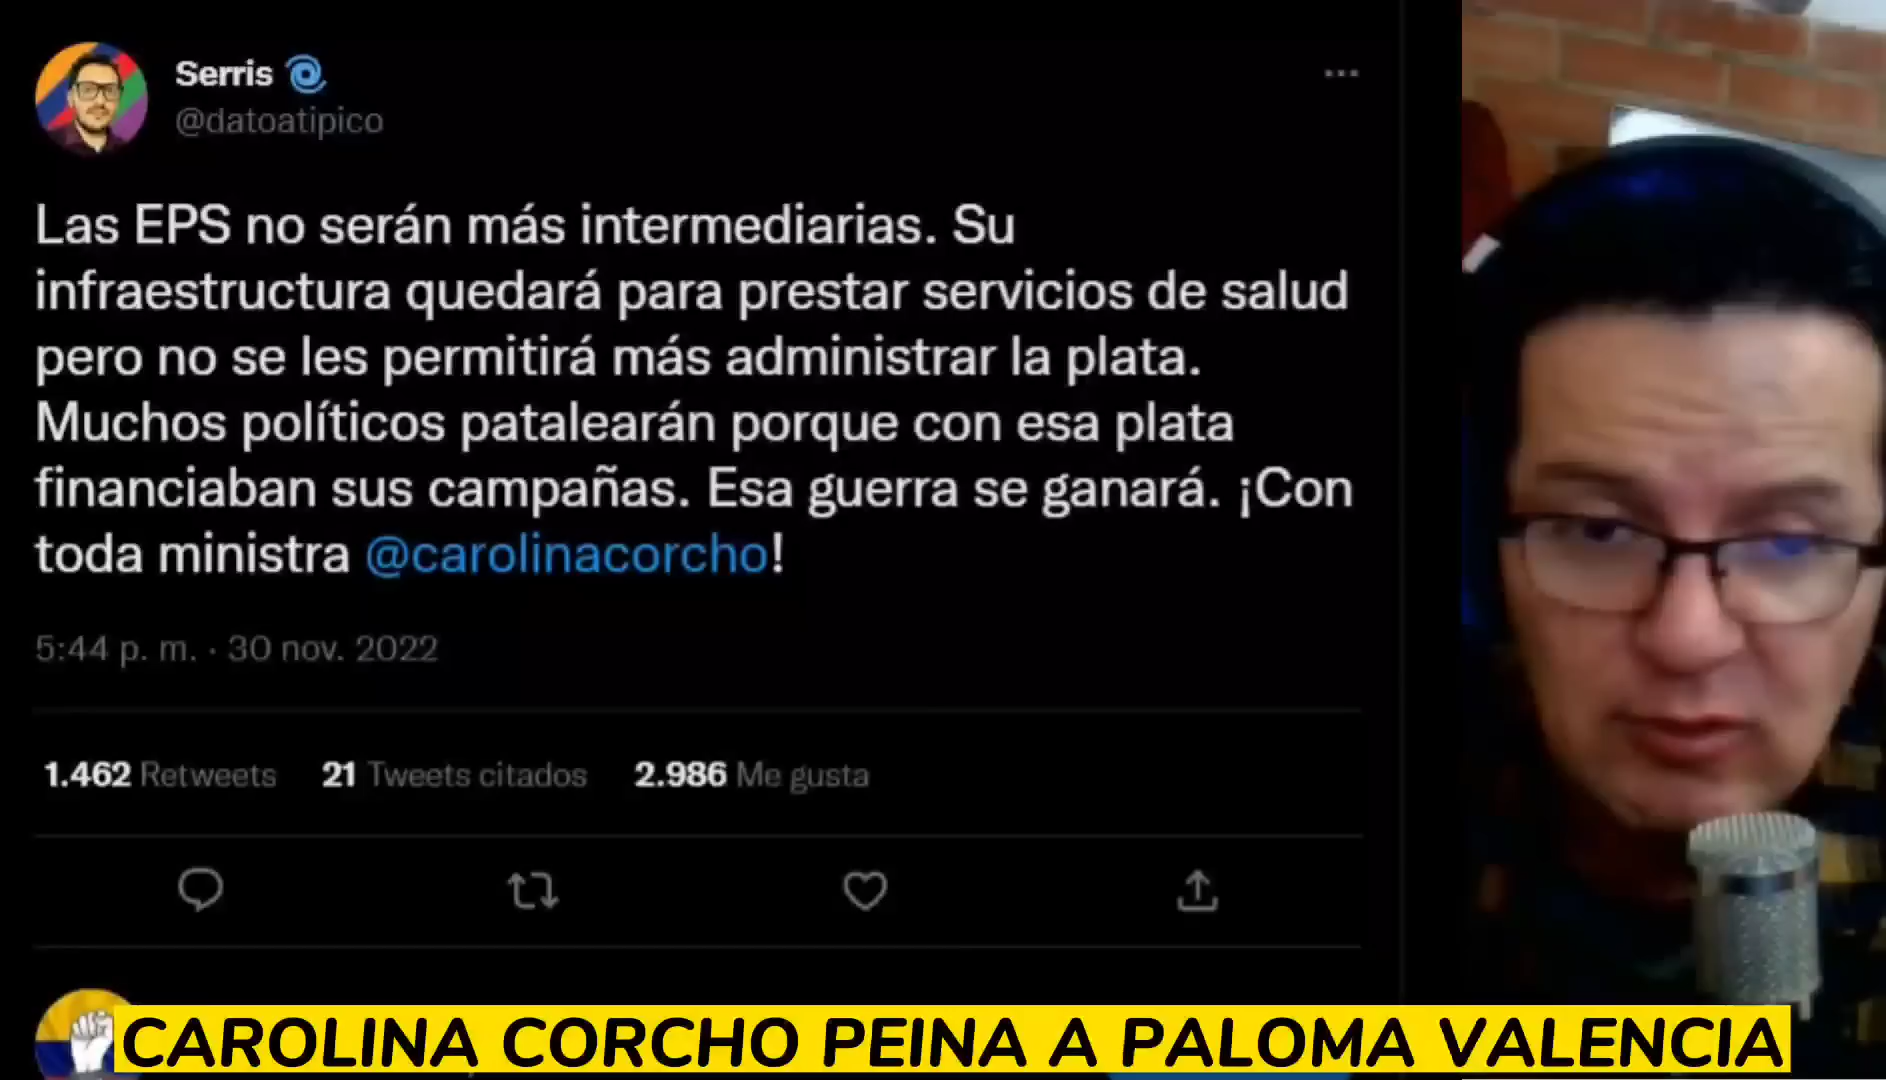 Serris
@datoatipico
Las EPS no serán más intermediarias. Su
infraestructura quedará para prestar servicios de salud
pero no se les permitirá más administrar la plata.
Muchos políticos patalearán porque con esa plata
financiaban sus campañas. Esa guerra se ganará. ¡Con
toda ministra @carolinacorcho!
5:44 p. m. · 30 nov. 2022
1.462 Retweets 21 Tweets citados 2.986 Me gusta
CAROLINA CORCHO PEINA A PALOMA VALENCIA